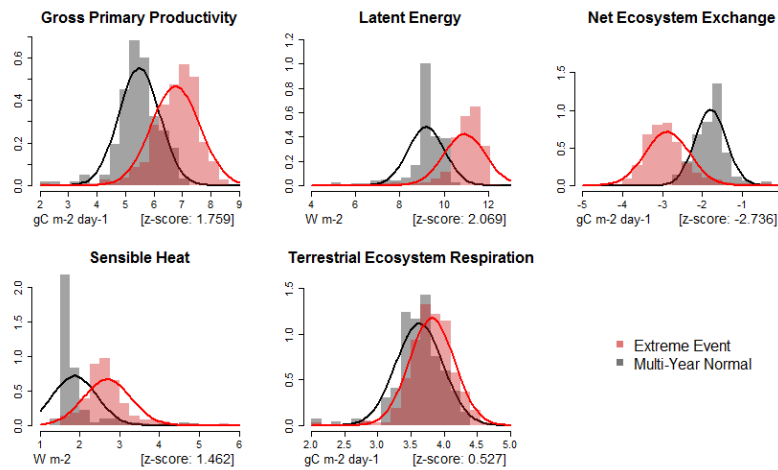 Gross Primary Productivity
0.0 0.2 0.4 0.6
2 3 4 5 6 7 8 9
gC m-2 day-1 [z-score: 1.759]
Latent Energy
0.0 0.2 0.4 0.6 0.8 1.0 1.2
4 6 8 10 12
W m-2 [z-score: 2.069]
Net Ecosystem Exchange
0.0 0.5 1.0 1.5
-5 -4 -3 -2 -1
gC m-2 day-1 [z-score: -2.736]
Sensible Heat
0.0 0.5 1.0 1.5 2.0
1 2 3 4 5 6
W m-2 [z-score: 1.462]
Terrestrial Ecosystem Respiration
0.0 0.5 1.0 1.5
2.0 2.5 3.0 3.5 4.0 4.5 5.0
gC m-2 day-1 [z-score: 0.527]
Extreme Event
Multi-Year Normal